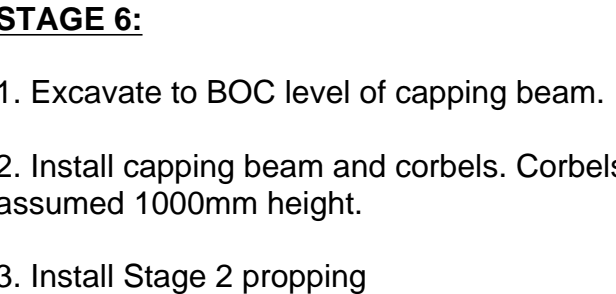 STAGE 6:
1. Excavate to BOC level of capping beam.
2. Install capping beam and corbels. Corbels
assumed 1000mm height.
3. Install Stage 2 propping